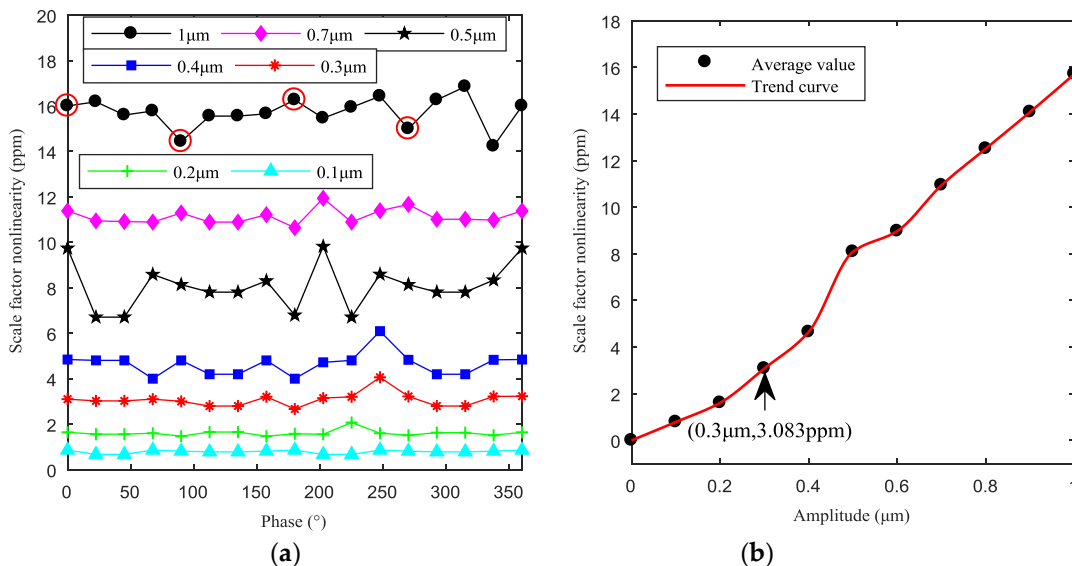 20
18
16
14
12
10
8
6
4
2
0
Scale factor nonlinearity (ppm)
1μm 0.7μm 0.5μm
0.4μm 0.3μm
0.2μm 0.1μm
0 50 100 150 200 250 300 350
Phase (°)
(a)
18
16
14
12
10
8
6
4
2
0
Scale factor nonlinearity (ppm)
Average value
Trend curve
(0.3μm,3.083ppm)
0 0.2 0.4 0.6 0.8 1
Amplitude (μm)
(b)